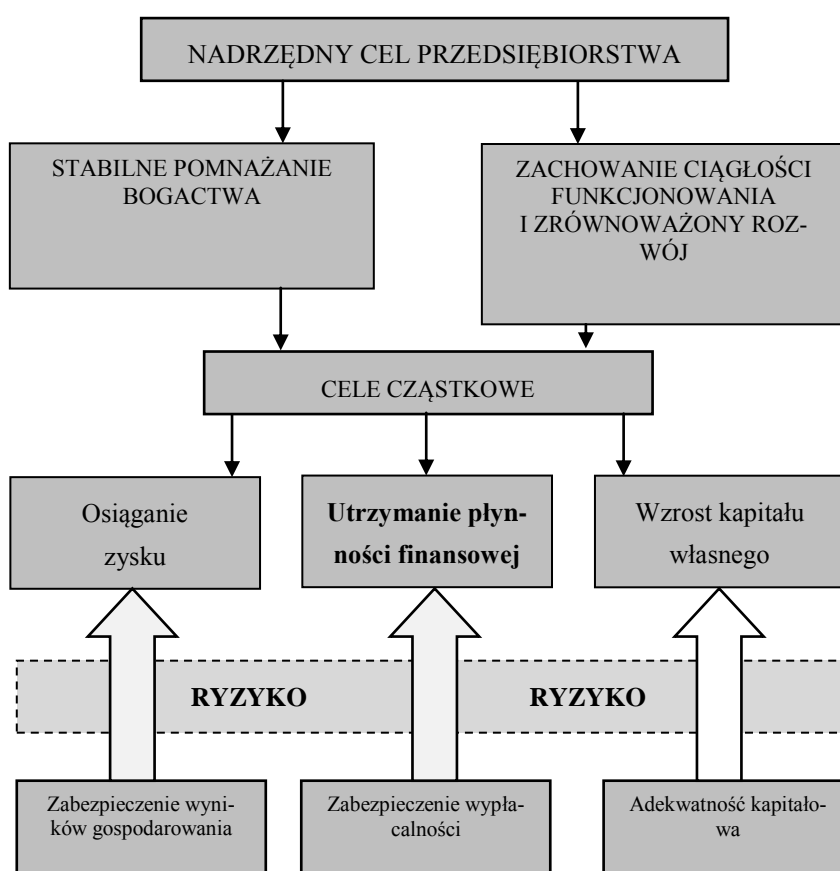 NADRZĘDNY CEL PRZEDSIĘBIORSTWA
STABILNE POMNAŻANIE
BOGACTWA
ZACHOWANIE CIĄGŁOŚCI
FUNKCJONOWANIA
I ZRÓWNOWAŻONY ROZ-
WÓJ
CELE CZĄSTKOWE
Osiąganie
zysku
Utrzymanie płyn-
ności finansowej
Wzrost kapitału
własnego
RYZYKO
RYZYKO
Zabezpieczenie wyni-
ków gospodarowania
Zabezpieczenie wypła-
calności
Adekwatność kapitało-
wa